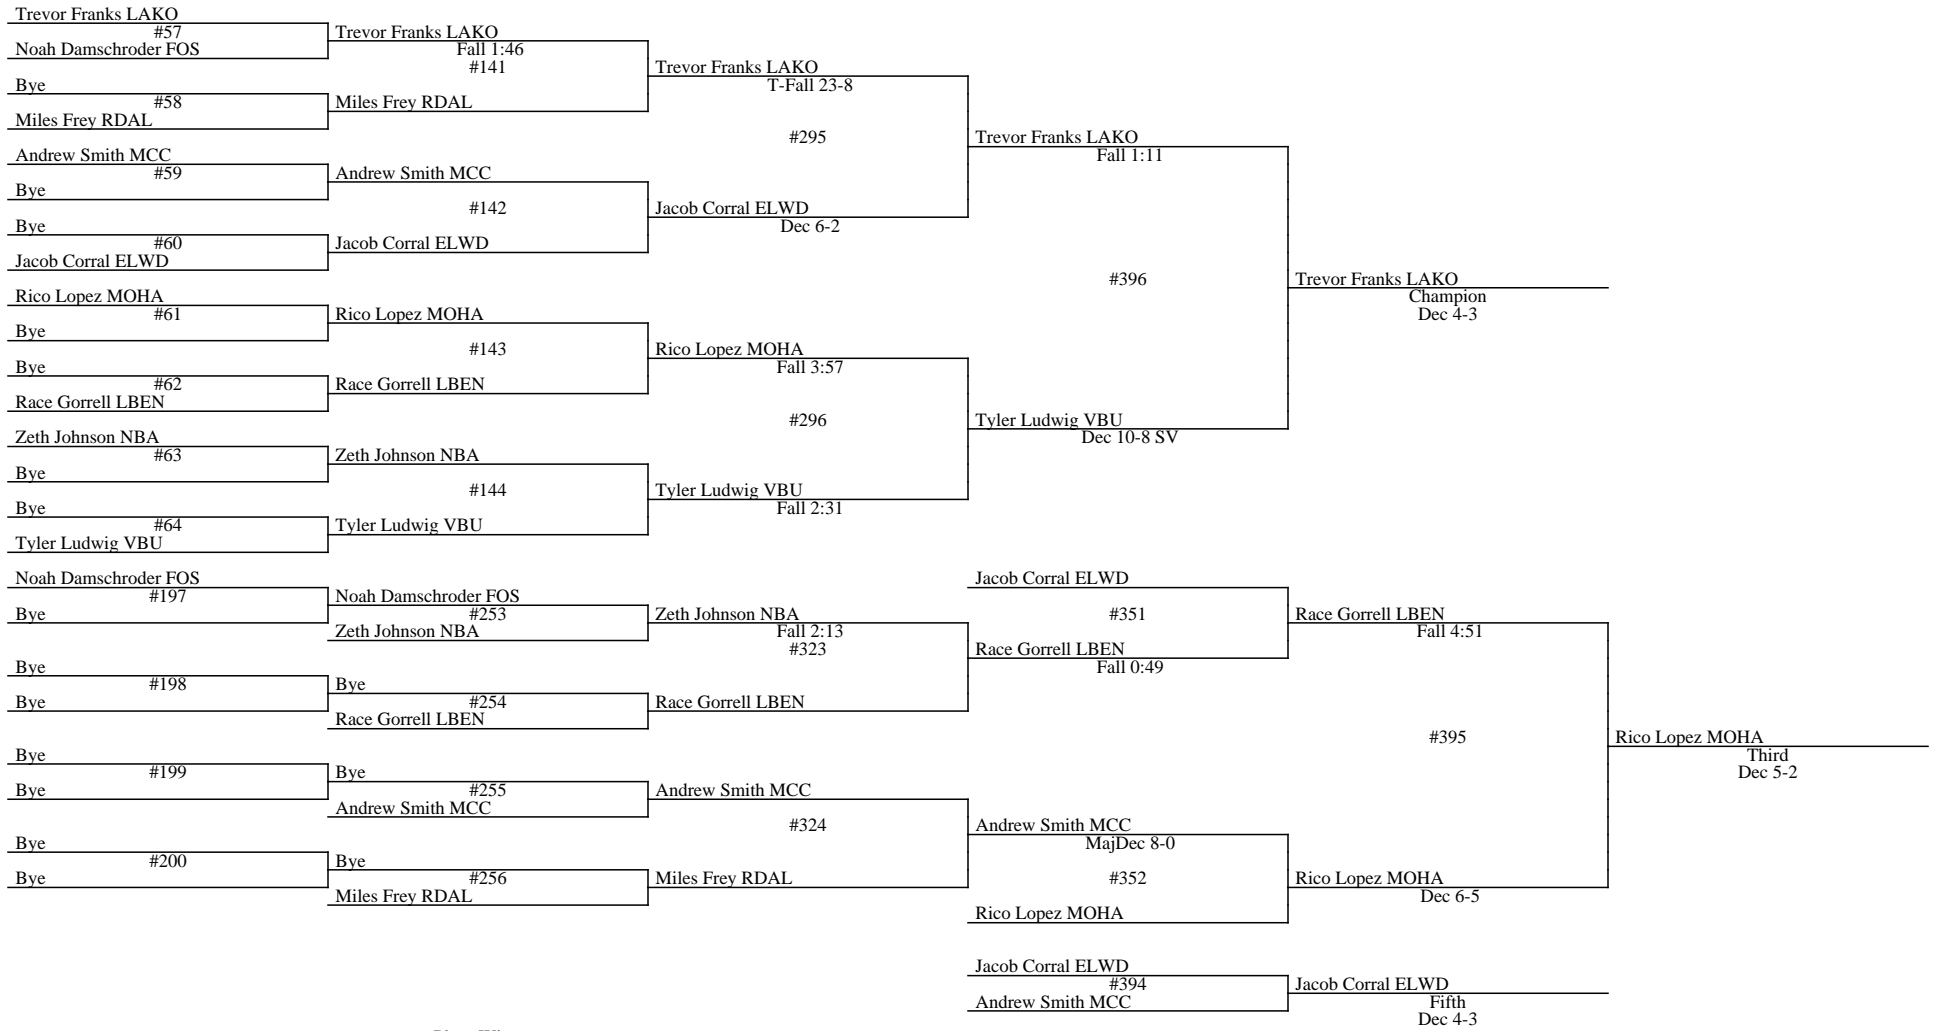 Trevor Franks LAKO
#57
Noah Damschroder FOS
Bye
#58
Miles Frey RDAL
Andrew Smith MCC
#59
Bye
Bye
#60
Jacob Corral ELWD
Rico Lopez MOHA
#61
Bye
Bye
#62
Race Gorrell LBEN
Zeth Johnson NBA
#63
Bye
Bye
#64
Tyler Ludwig VBU
Trevor Franks LAKO
Fall 1:46
#141
Miles Frey RDAL
Andrew Smith MCC
#142
Jacob Corral ELWD
Rico Lopez MOHA
#143
Race Gorrell LBEN
Zeth Johnson NBA
#144
Tyler Ludwig VBU
Trevor Franks LAKO
T-Fall 23-8
#295
Jacob Corral ELWD
Dec 6-2
Rico Lopez MOHA
Fall 3:57
#296
Tyler Ludwig VBU
Fall 2:31
Trevor Franks LAKO
Fall 1:11
#396
Tyler Ludwig VBU
Dec 10-8 SV
Trevor Franks LAKO
Champion
Dec 4-3
Noah Damschroder FOS
#197
Bye
Bye
#198
Bye
Bye
#199
Bye
Bye
#200
Bye
Noah Damschroder FOS
#253
Zeth Johnson NBA
Bye
#254
Race Gorrell LBEN
Bye
#255
Andrew Smith MCC
Bye
#256
Miles Frey RDAL
Zeth Johnson NBA
Fall 2:13
#323
Race Gorrell LBEN
Andrew Smith MCC
#324
Miles Frey RDAL
Jacob Corral ELWD
#351
Race Gorrell LBEN
Fall 0:49
Andrew Smith MCC
MajDec 8-0
#352
Rico Lopez MOHA
Race Gorrell LBEN
Fall 4:51
#395
Rico Lopez MOHA
Dec 6-5
Rico Lopez MOHA
Third
Dec 5-2
Jacob Corral ELWD
#394
Andrew Smith MCC
Jacob Corral ELWD
Fifth
Dec 4-3